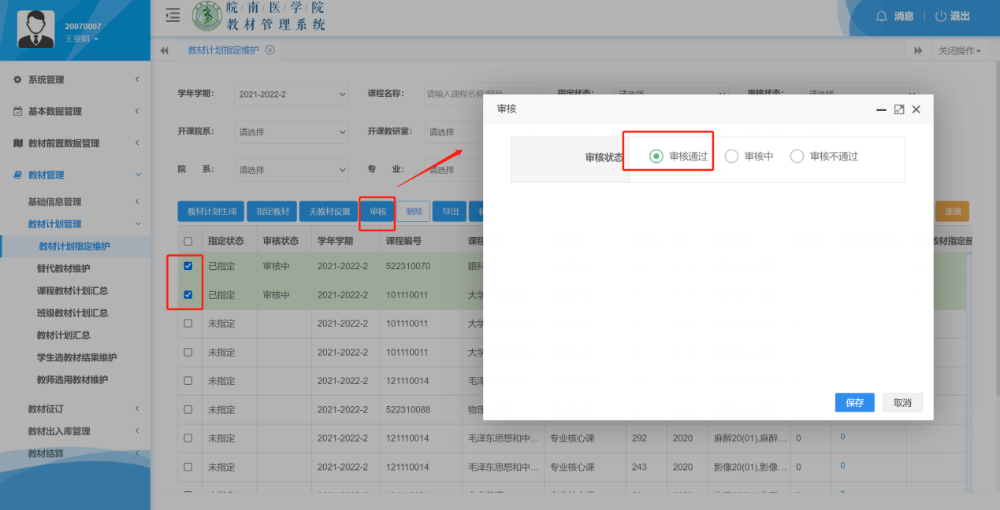 20070007
王亚娟
皖南医学院
教材管理系统
消息
退出
教材计划指定维护
关闭操作
系统管理
基本数据管理
教材前置数据管理
教材管理
基础信息管理
教材计划管理
教材计划指定维护
替代教材维护
课程教材计划汇总
班级教材计划汇总
教材计划汇总
学生选教材结果维护
教师选用教材维护
教材征订
教材出入库管理
教材结算
学年学期: 2021-2022-2 课程名称: 请输入课程名称/编号 指定状态: 请选择 审核状态: 请选择
开课院系: 请选择 开课教研室: 请选择
院 系: 请选择 专 业: 请选择
教材计划生成 指定教材 无教材设置 审核 删除 导出 重置
指定状态 审核状态 学年学期 课程编号 课程 教材指定册
已指定 审核中 2021-2022-2 522310070 眼科
已指定 审核中 2021-2022-2 101110011 大学
未指定 2021-2022-2 101110011 大学
未指定 2021-2022-2 101110011 大学
未指定 2021-2022-2 121110014 毛泽
未指定 2021-2022-2 522310088 物理
未指定 2021-2022-2 121110014 毛泽东思想和中... 专业核心课 292 2020 麻醉20(01),麻醉... 0 0
未指定 2021-2022-2 121110014 毛泽东思想和中... 专业核心课 243 2020 影像20(01),影像... 0 0
审核
审核状态 审核通过 审核中 审核不通过
保存 取消